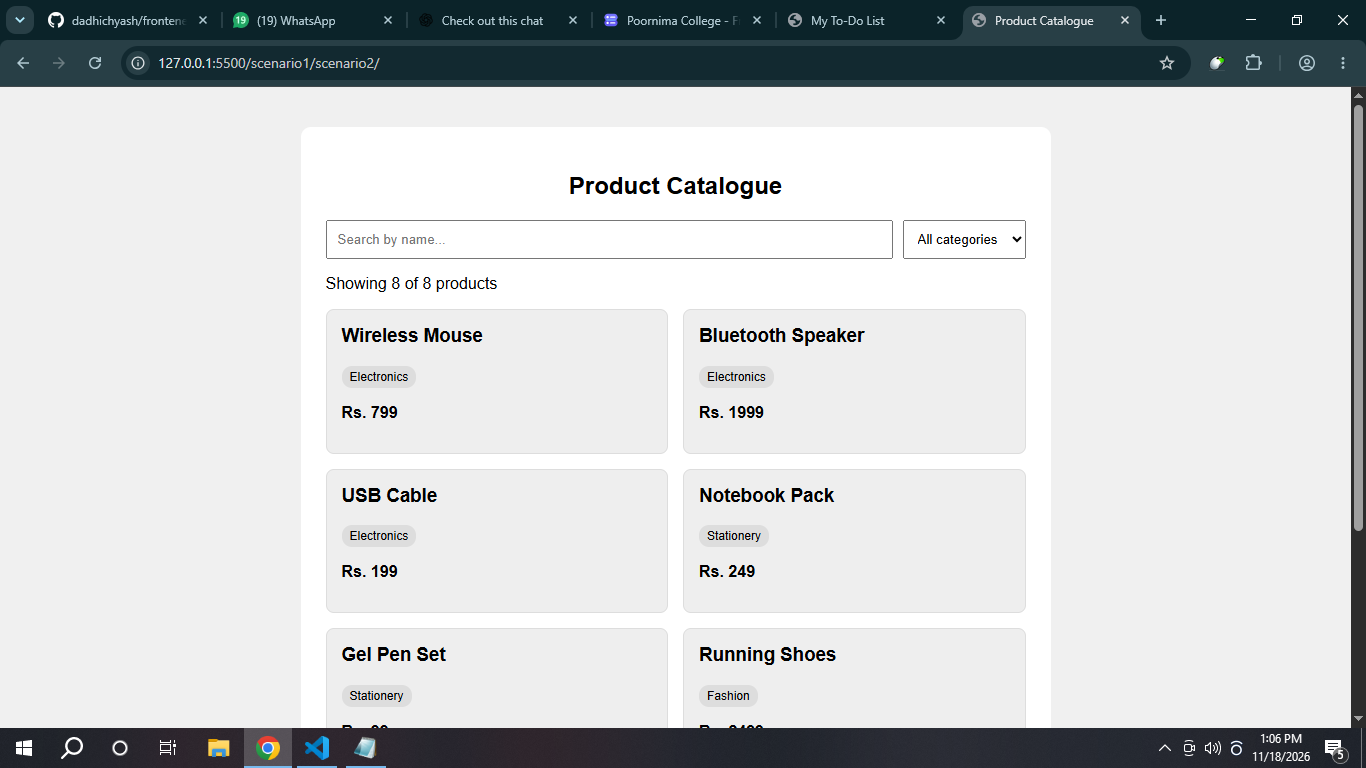 dadhichyash/frontene
19 (19) WhatsApp
Check out this chat
Poornima College - F
My To-Do List
Product Catalogue
127.0.0.1:5500/scenario1/scenario2/
Product Catalogue
Search by name...
All categories
Showing 8 of 8 products
Wireless Mouse
Electronics
Rs. 799
Bluetooth Speaker
Electronics
Rs. 1999
USB Cable
Electronics
Rs. 199
Notebook Pack
Stationery
Rs. 249
Gel Pen Set
Stationery
Running Shoes
Fashion
1:06 PM
11/18/2026
5